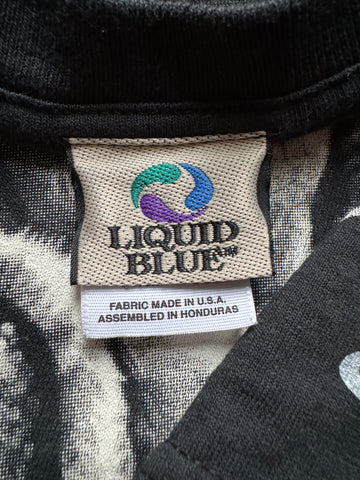 LIQUID
BLUE™
FABRIC MADE IN U.S.A.
ASSEMBLED IN HONDURAS